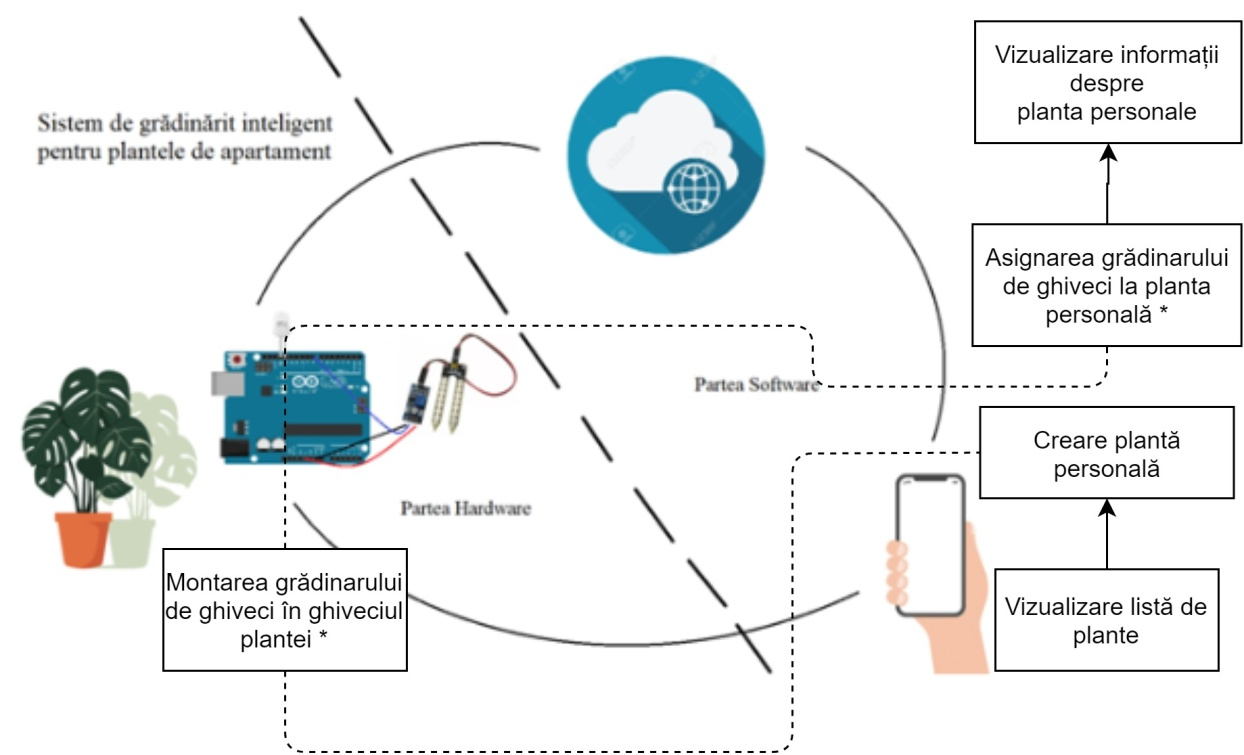 Sistem de grădinărit inteligent
pentru plantele de apartament
Vizualizare informații
despre
planta personale
Asignarea grădinarului
de ghiveci la planta
personală *
Partea Software
Creare plantă
personală
Partea Hardware
Montarea grădinarului
de ghiveci în ghiveciul
plantei *
Vizualizare listă de
plante